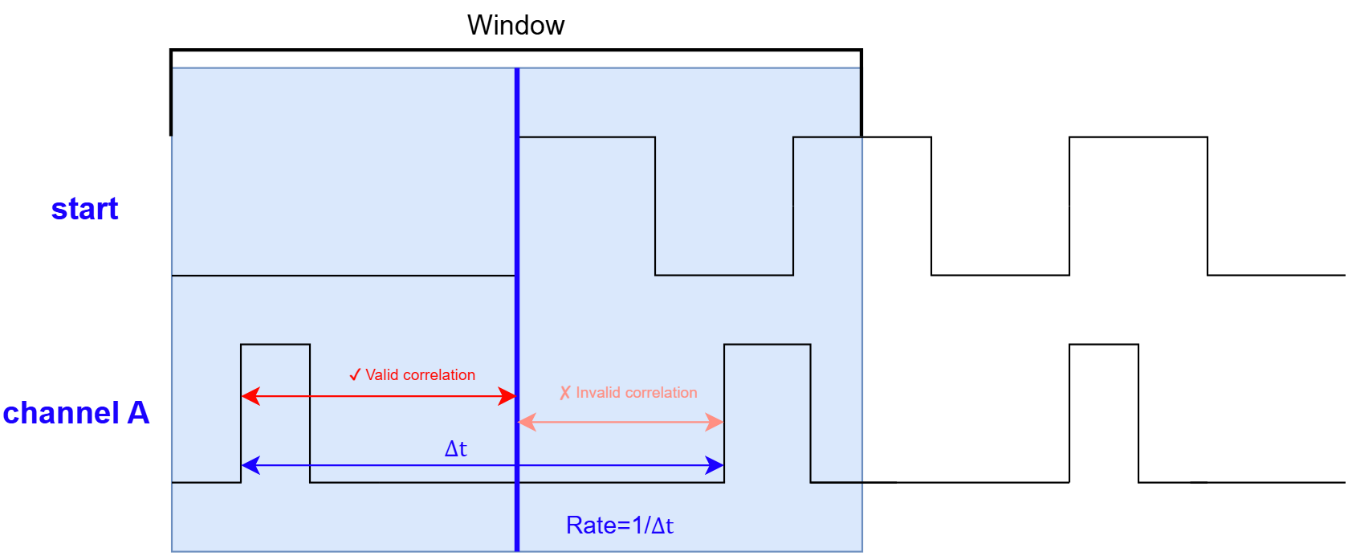 Window
start
✓ Valid correlation
✗ Invalid correlation
channel A
Δt
Rate=1/Δt